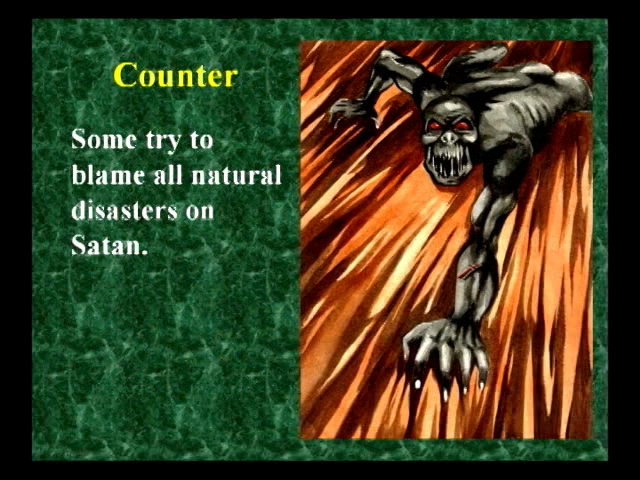 Counter
Some try to
blame all natural
disasters on
Satan.